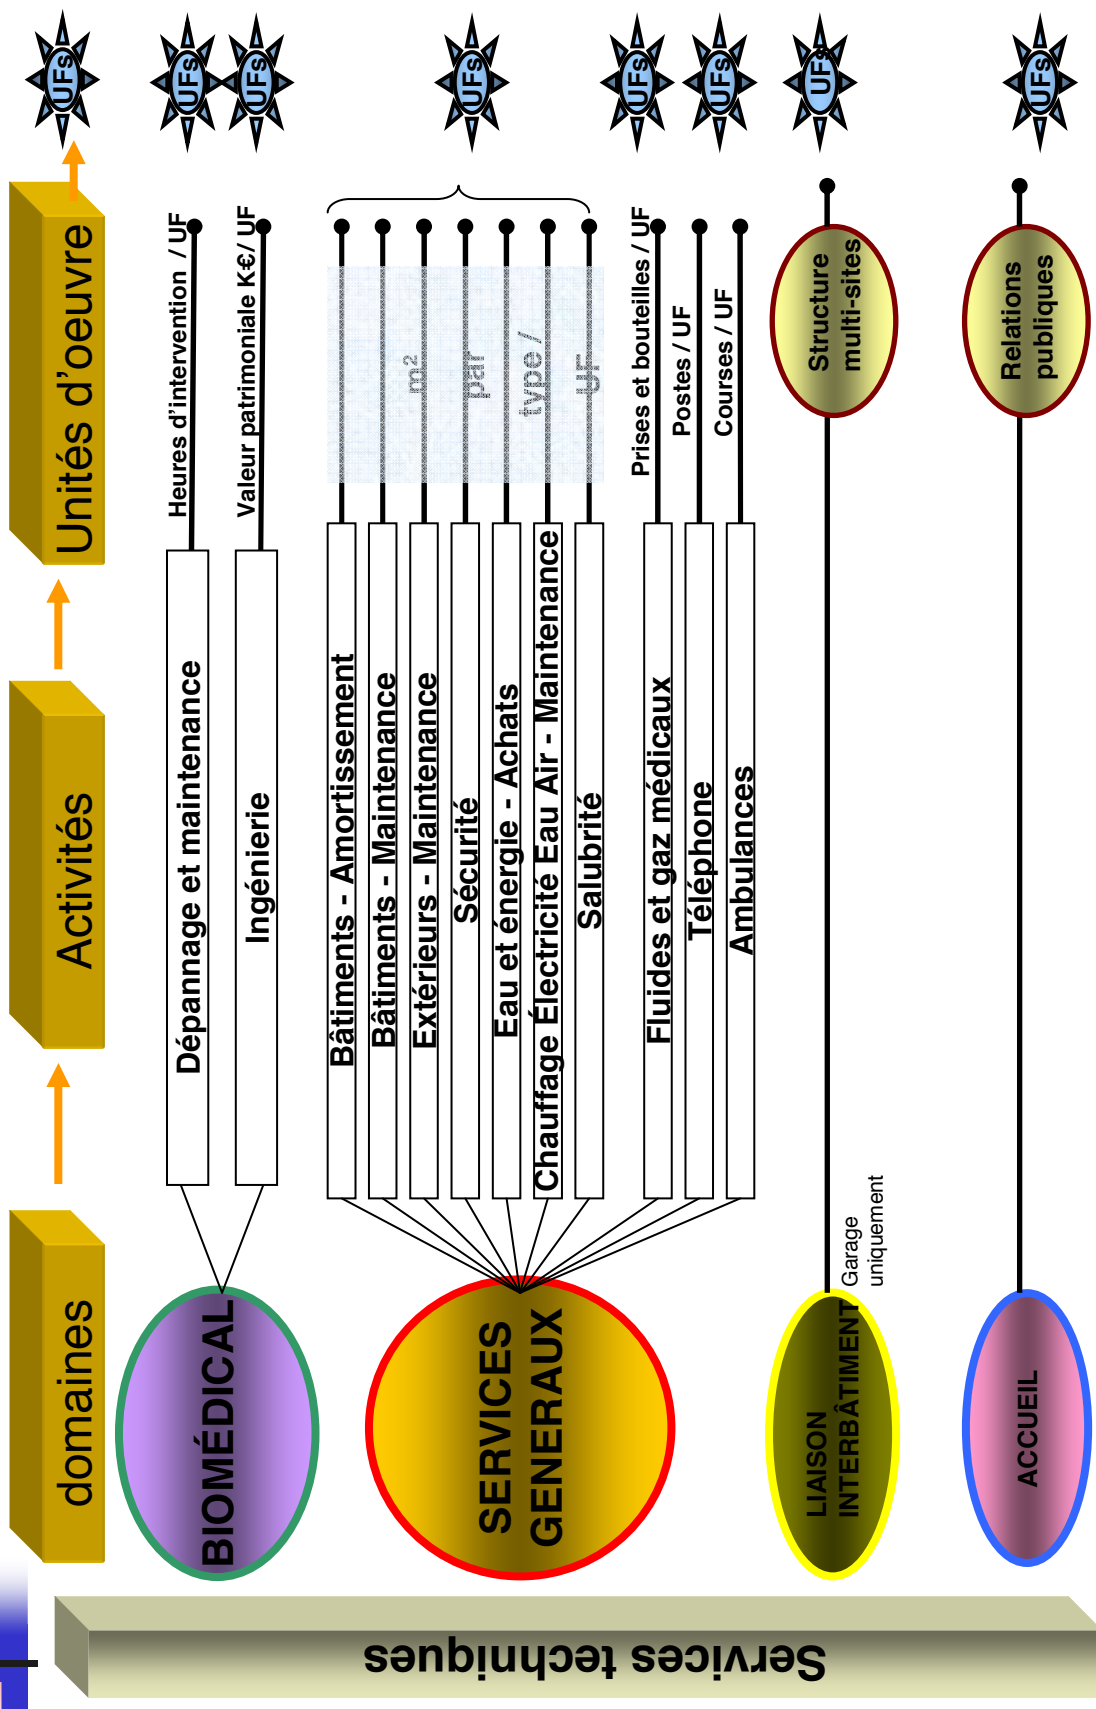 domaines
Activités
Unités d'oeuvre
UFs
Services techniques
BIOMÉDICAL
Dépannage et maintenance
Heures d'intervention / UF
UFs
Ingénierie
Valeur patrimoniale K€/ UF
UFs
SERVICES
GENERAUX
Bâtiments - Amortissement
Bâtiments - Maintenance
Extérieurs - Maintenance
Sécurité
Eau et énergie - Achats
Chauffage Électricité Eau Air - Maintenance
Salubrité
m²
par
type /
UF
UFs
Fluides et gaz médicaux
Prises et bouteilles / UF
UFs
Téléphone
Postes / UF
UFs
Ambulances
Courses / UF
LIAISON
INTERBÂTIMENT
Garage
uniquement
Structure
multi-sites
UFs
ACCUEIL
Relations
publiques
UFs